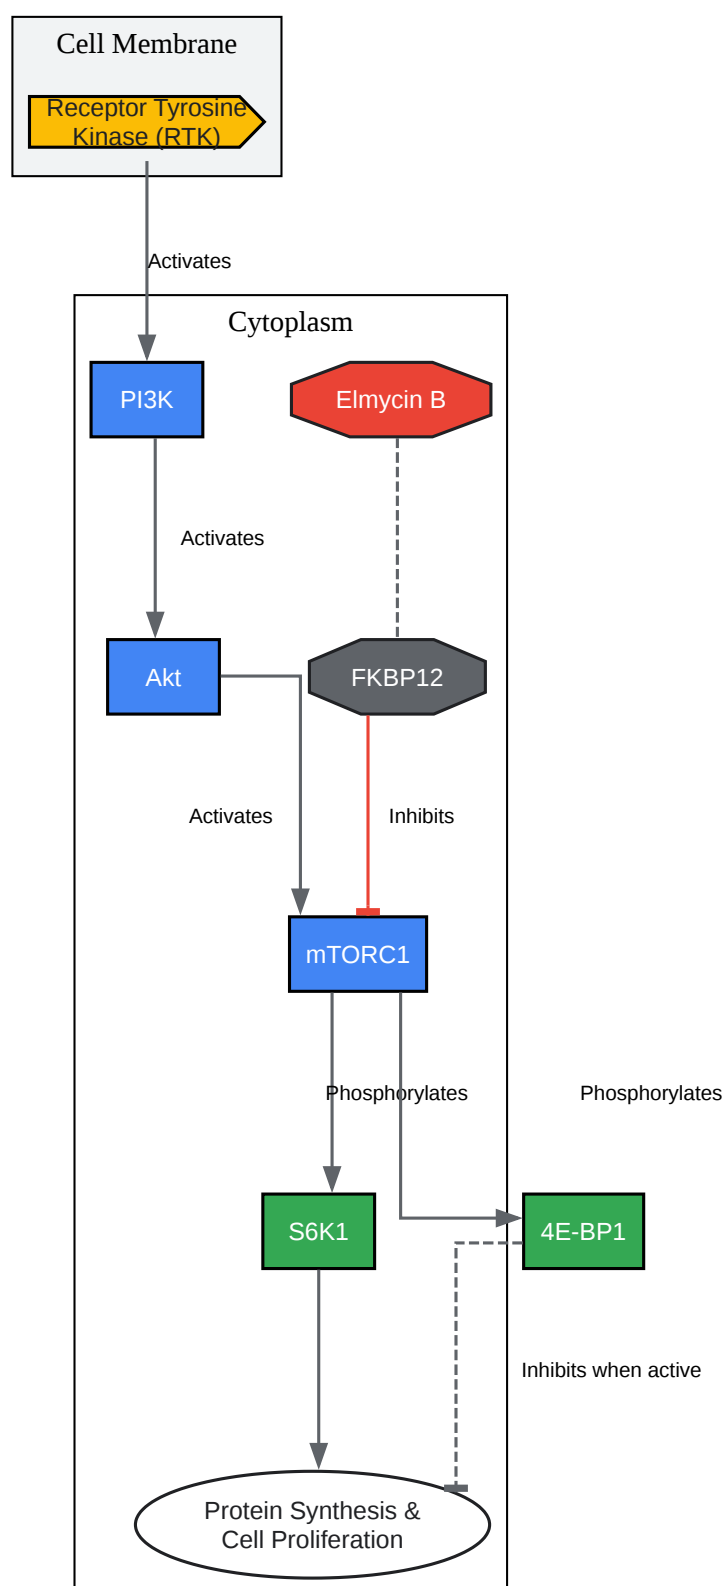 Cell Membrane
Receptor Tyrosine
Kinase (RTK)
Activates
Cytoplasm
PI3K
Elmycin B
Activates
Akt
FKBP12
Activates
Inhibits
mTORC1
Phosphorylates
Phosphorylates
S6K1
4E-BP1
Inhibits when active
Protein Synthesis &
Cell Proliferation